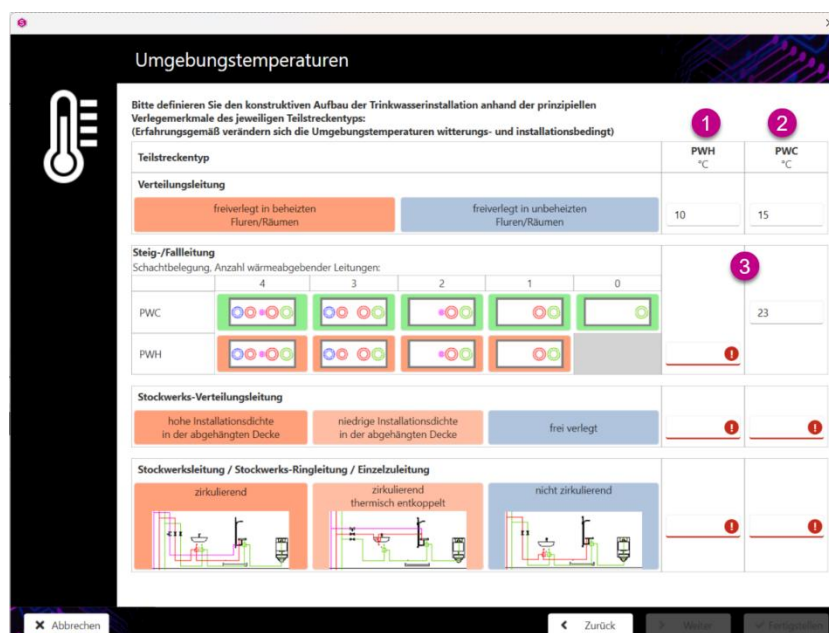 S
Umgebungstemperaturen
Bitte definieren Sie den konstruktiven Aufbau der Trinkwasserinstallation anhand der prinzipiellen
Verlegemerkmale des jeweiligen Teilstreckentyps:
(Erfahrungsgemäß verändern sich die Umgebungstemperaturen witterungs- und installationsbedingt)
1
2
Teilstreckentyp
PWH
°C
PWC
°C
Verteilungsleitung
freiverlegt in beheizten
Fluren/Räumen
freiverlegt in unbeheizten
Fluren/Räumen
10
15
Steig-/Fallleitung
Schachtbelegung, Anzahl wärmeabgebender Leitungen:
3
4 3 2 1 0
PWC
23
PWH
!
Stockwerks-Verteilungsleitung
hohe Installationsdichte
in der abgehängten Decke
niedrige Installationsdichte
in der abgehängten Decke
frei verlegt
!
!
Stockwerksleitung / Stockwerks-Ringleitung / Einzelzuleitung
zirkulierend
zirkulierend
thermisch entkoppelt
nicht zirkulierend
!
!
Abbrechen
Zurück
Weiter
Fertigstellen